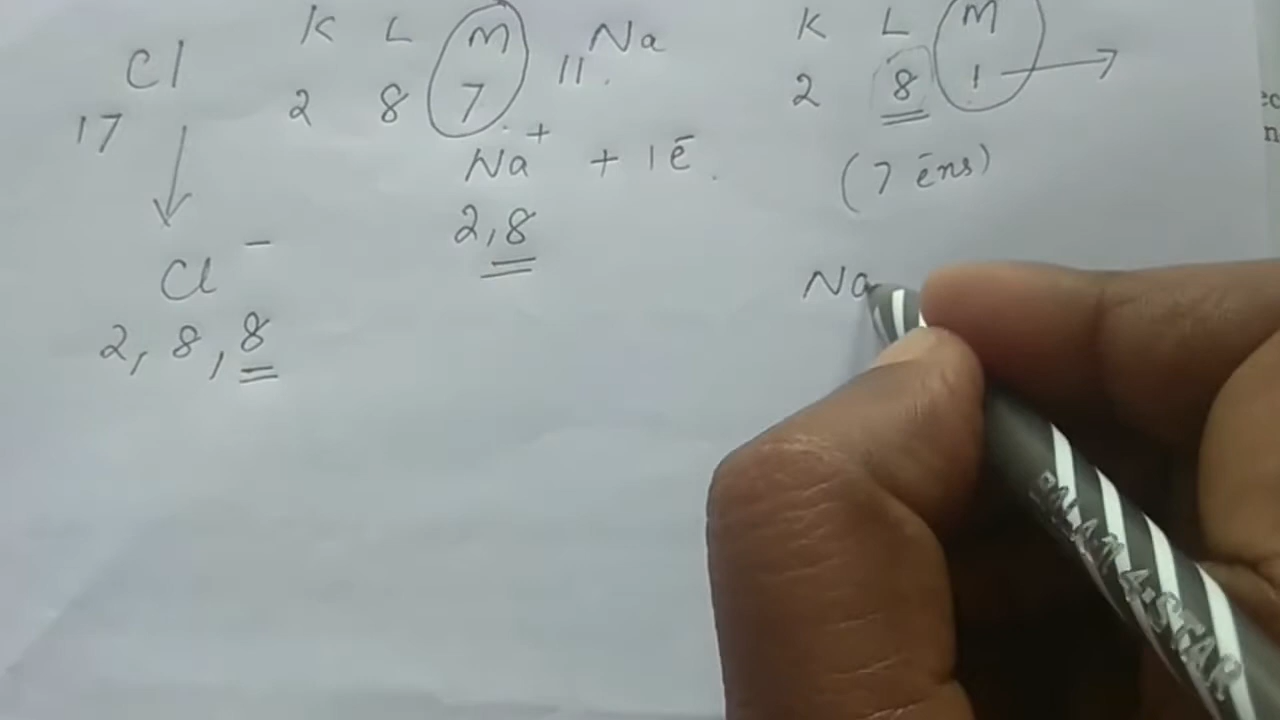 Cl K L M Na K L M
17 2 8 7 11. 2 8 1 →
Na⁺ + 1ē. (7 ēns)
2,8
Cl⁻ Na
2, 8, 8